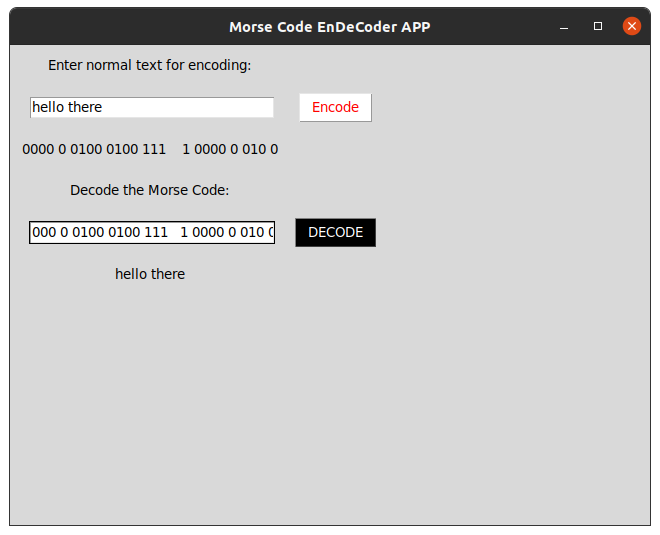 Morse Code EnDeCoder APP
Enter normal text for encoding:
hello there Encode
0000 0 0100 0100 111    1 0000 0 010 0
Decode the Morse Code:
000 0 0100 0100 111   1 0000 0 010 0 DECODE
hello there